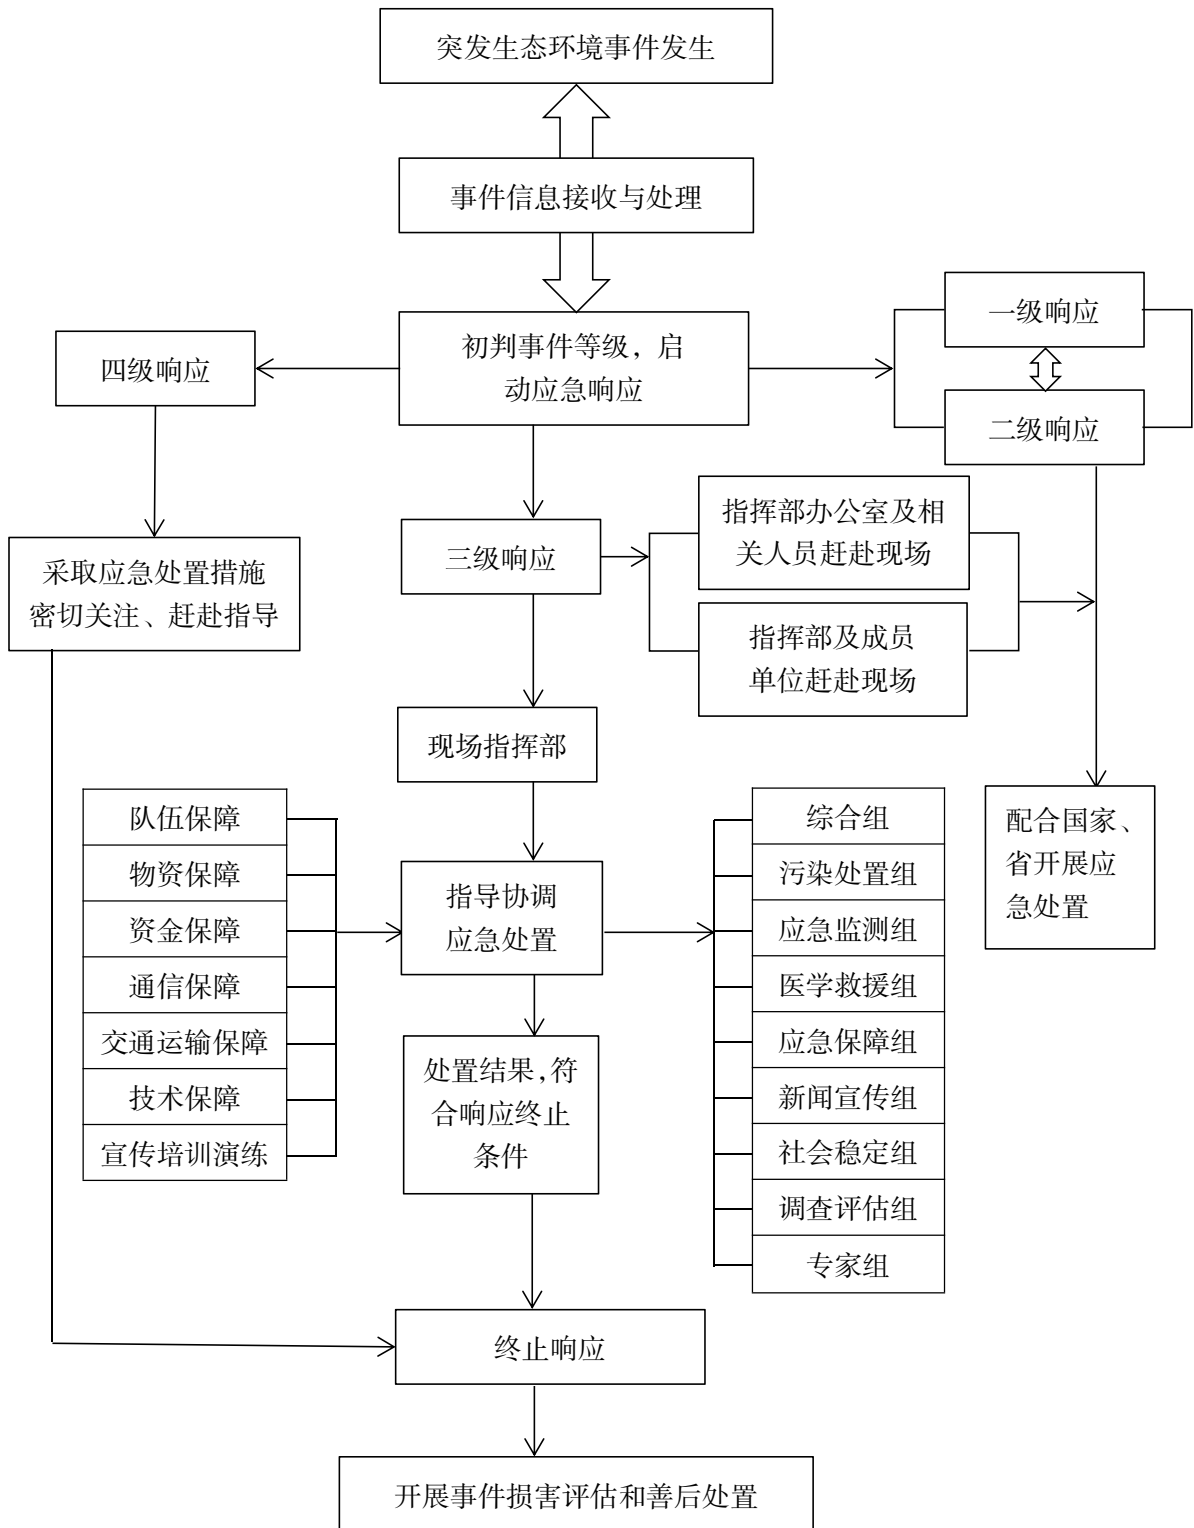 突发生态环境事件发生
事件信息接收与处理
初判事件等级，启
动应急响应
四级响应
一级响应
二级响应
采取应急处置措施
密切关注、赶赴指导
三级响应
指挥部办公室及相
关人员赶赴现场
指挥部及成员
单位赶赴现场
现场指挥部
队伍保障
物资保障
资金保障
通信保障
交通运输保障
技术保障
宣传培训演练
指导协调
应急处置
综合组
污染处置组
应急监测组
医学救援组
应急保障组
新闻宣传组
社会稳定组
调查评估组
专家组
配合国家、
省开展应
急处置
处置结果，符
合响应终止
条件
终止响应
开展事件损害评估和善后处置